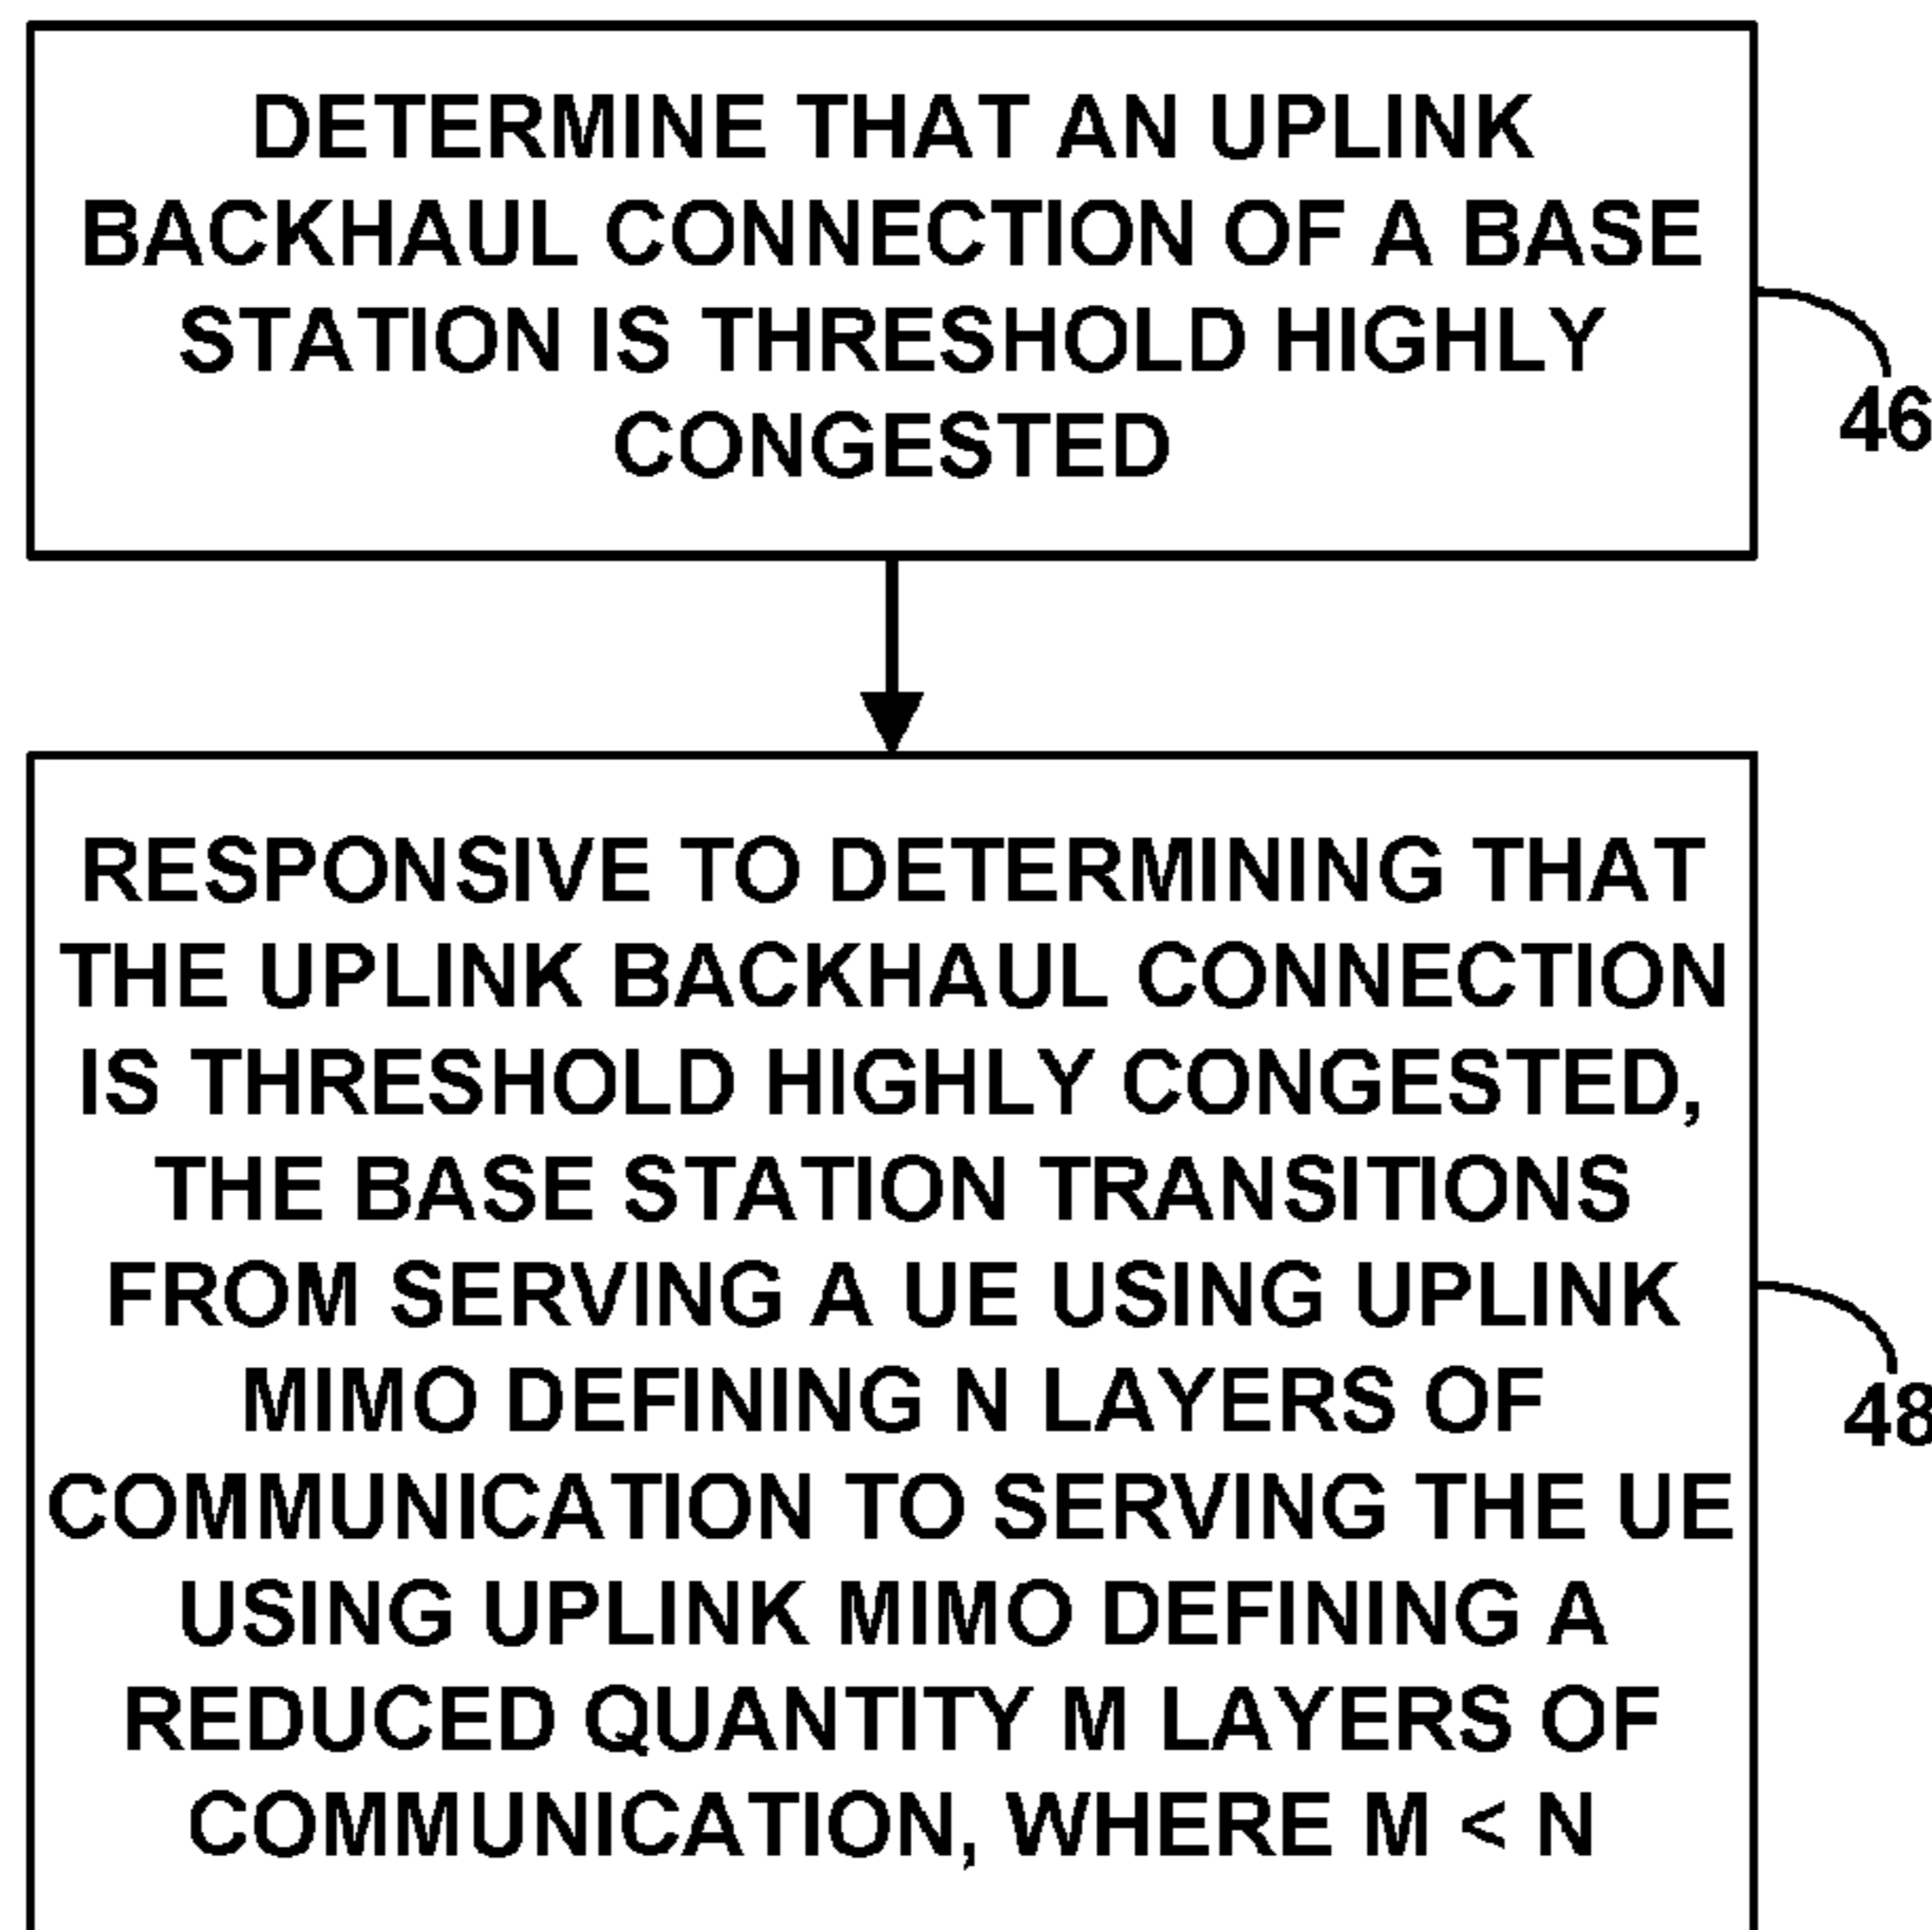 DETERMINE THAT AN UPLINK
BACKHAUL CONNECTION OF A BASE
STATION IS THRESHOLD HIGHLY
CONGESTED
46
RESPONSIVE TO DETERMINING THAT
THE UPLINK BACKHAUL CONNECTION
IS THRESHOLD HIGHLY CONGESTED,
THE BASE STATION TRANSITIONS
FROM SERVING A UE USING UPLINK
MIMO DEFINING N LAYERS OF
COMMUNICATION TO SERVING THE UE
USING UPLINK MIMO DEFINING A
REDUCED QUANTITY M LAYERS OF
COMMUNICATION, WHERE M < N
48